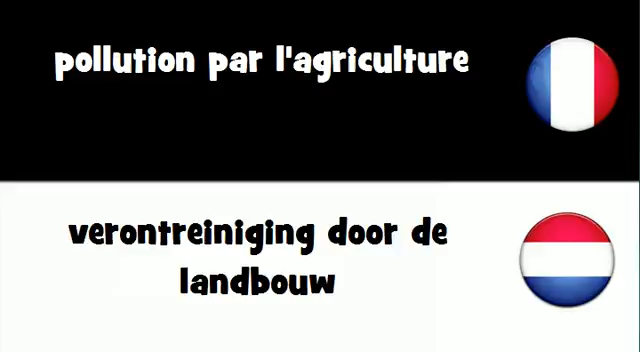 pollution par l'agriculture
verontreiniging door de
landbouw